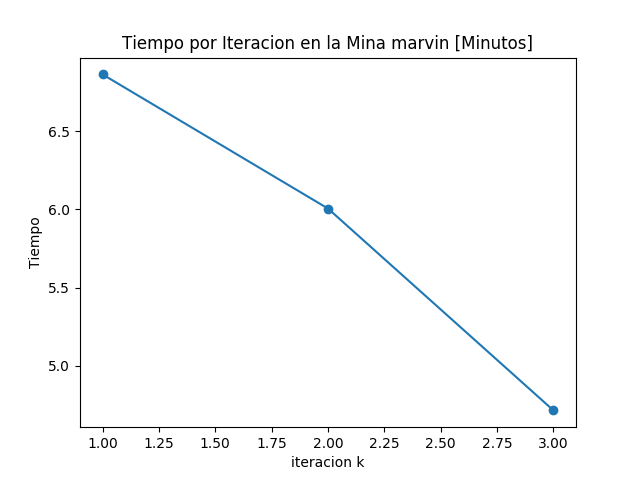 Tiempo por Iteracion en la Mina marvin [Minutos]
6.5
6.0
5.5
5.0
Tiempo
1.00 1.25 1.50 1.75 2.00 2.25 2.50 2.75 3.00
iteracion k